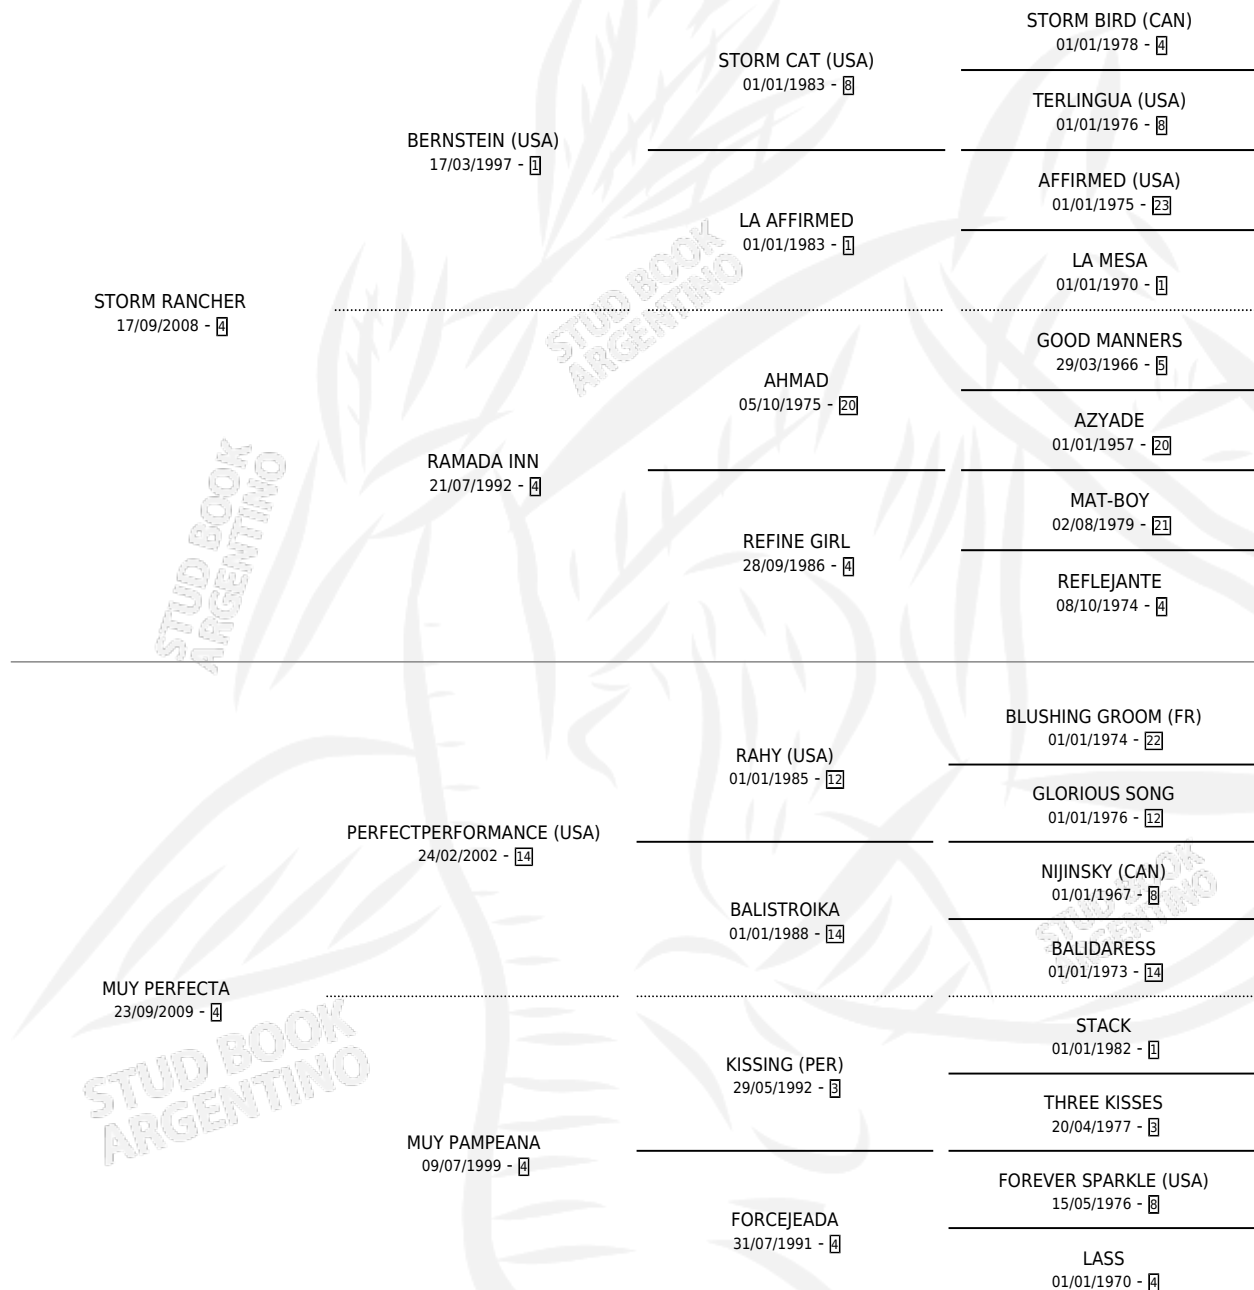 STORM BIRD (CAN)
01/01/1978 - 4
STORM CAT (USA)
01/01/1983 - 8
TERLINGUA (USA)
01/01/1976 - 8
BERNSTEIN (USA)
17/03/1997 - 1
AFFIRMED (USA)
01/01/1975 - 23
LA AFFIRMED
01/01/1983 - 1
LA MESA
01/01/1970 - 1
STORM RANCHER
17/09/2008 - 4
GOOD MANNERS
29/03/1966 - 5
AHMAD
05/10/1975 - 20
AZYADE
01/01/1957 - 20
RAMADA INN
21/07/1992 - 4
MAT-BOY
02/08/1979 - 21
REFINE GIRL
28/09/1986 - 4
REFLEJANTE
08/10/1974 - 4
BLUSHING GROOM (FR)
01/01/1974 - 22
RAHY (USA)
01/01/1985 - 12
GLORIOUS SONG
01/01/1976 - 12
PERFECTPERFORMANCE (USA)
24/02/2002 - 14
NIJINSKY (CAN)
01/01/1967 - 8
BALISTROIKA
01/01/1988 - 14
BALIDARESS
01/01/1973 - 14
MUY PERFECTA
23/09/2009 - 4
STACK
01/01/1982 - 1
KISSING (PER)
29/05/1992 - 3
THREE KISSES
20/04/1977 - 3
MUY PAMPEANA
09/07/1999 - 4
FOREVER SPARKLE (USA)
15/05/1976 - 8
FORCEJEADA
31/07/1991 - 4
LASS
01/01/1970 - 4
STUD BOOK
ARGENTINO
STUD BOOK
ARGENTINO
STUD BOOK
ARGENTINO
STUD BOOK
ARGENTINO